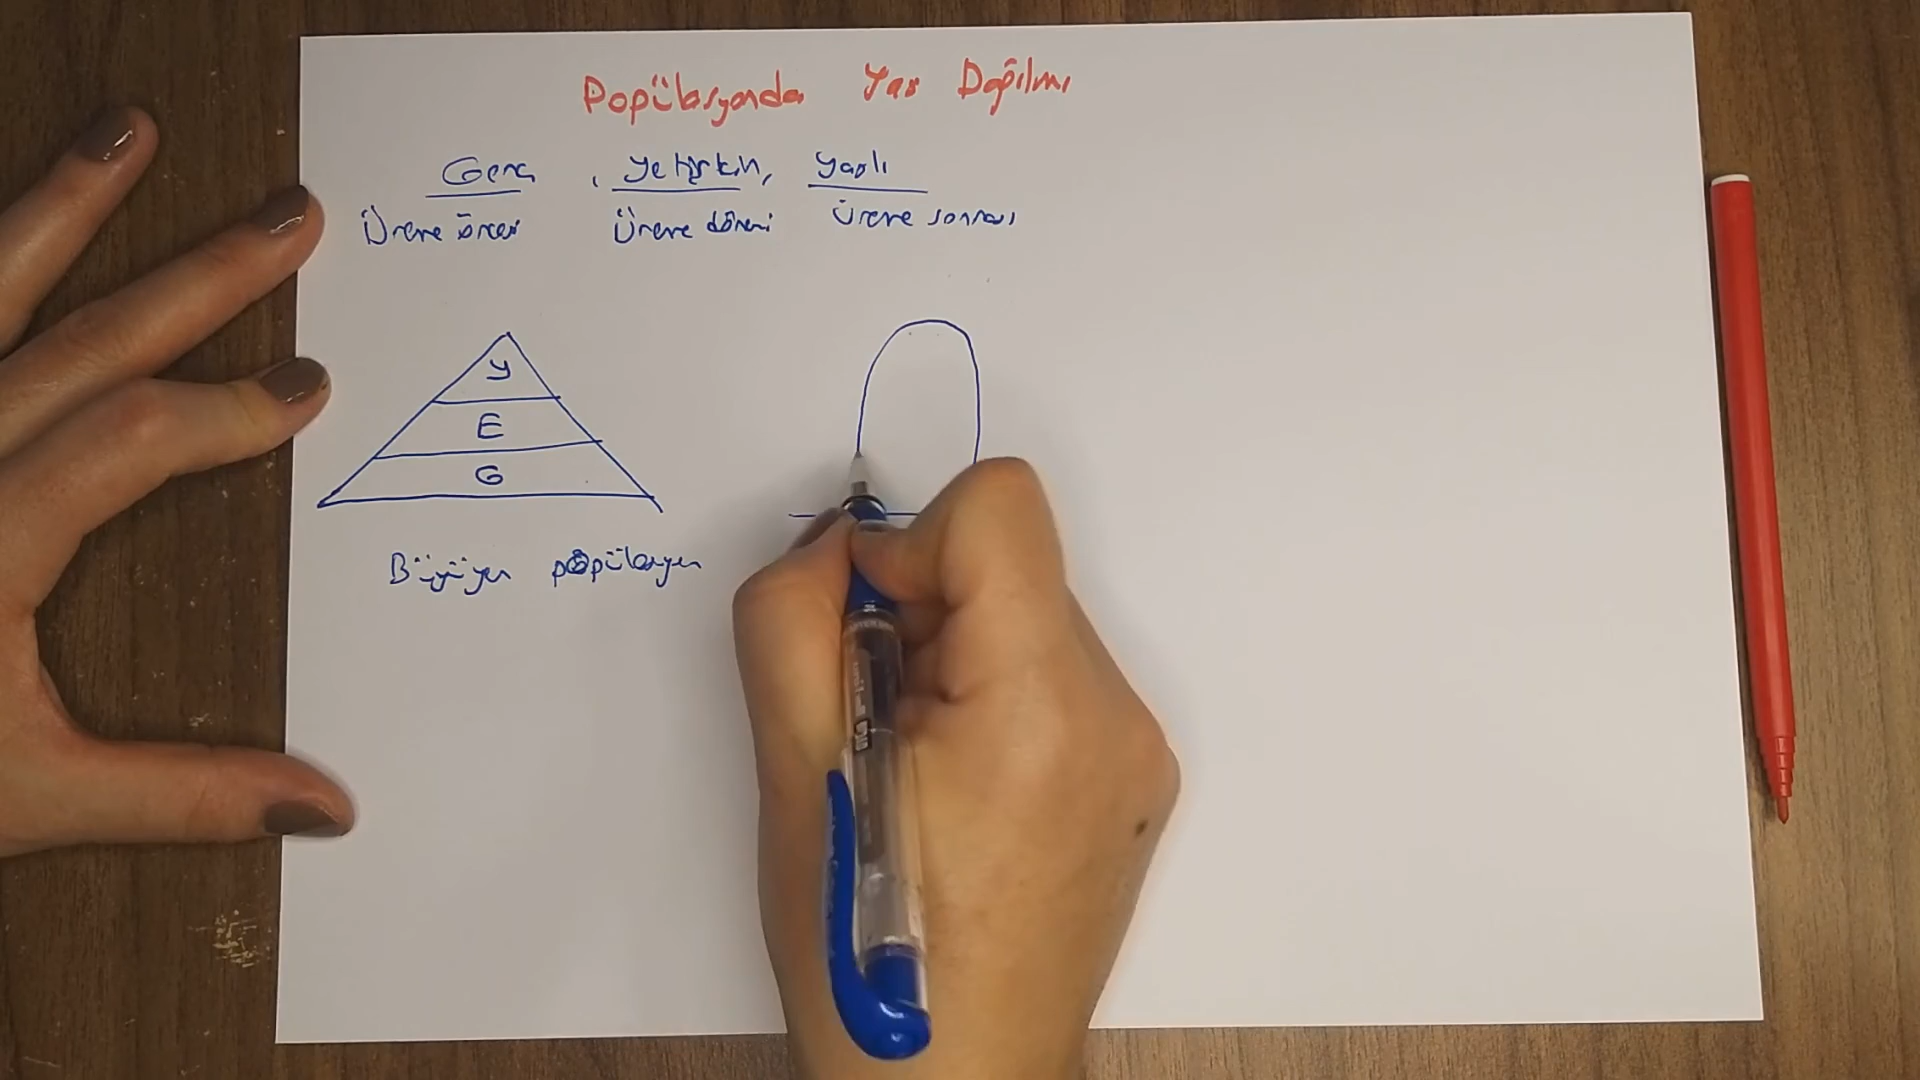 Popülasyonda Yaş Dağılımı
Genç, Yetişkin, Yaşlı
Üreme öncesi Üreme dönemi Üreme sonrası
Y
E
G
Büyüyen popülasyon